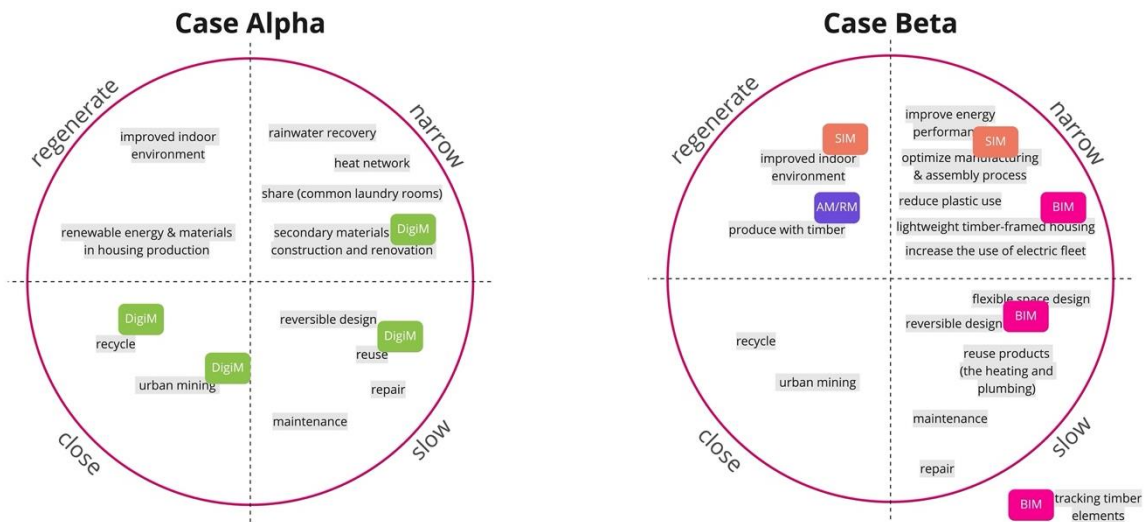 Case Alpha
regenerate
narrow
improved indoor
environment
rainwater recovery
heat network
share (common laundry rooms)
renewable energy & materials
in housing production
secondary materials
construction and renovation
DigiM
DigiM
recycle
DigiM
urban mining
reversible design
DigiM
reuse
repair
maintenance
close
slow
Case Beta
regenerate
narrow
SIM
improved indoor
environment
AM/RM
produce with timber
improve energy
performan
SIM
optimize manufacturing
& assembly process
reduce plastic use
BIM
lightweight timber-framed housing
increase the use of electric fleet
recycle
urban mining
flexible space design
reversible design
BIM
reuse products
(the heating and
plumbing)
maintenance
repair
close
slow
BIM
tracking timber
elements